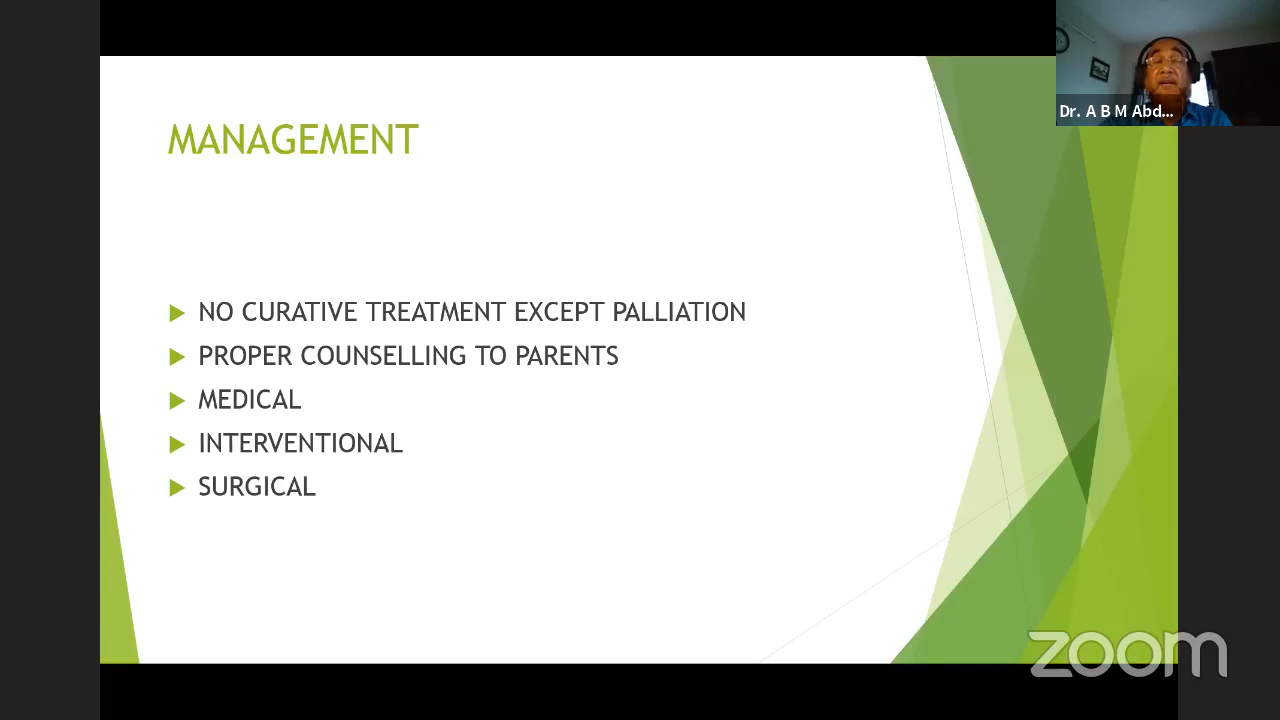 Dr. A B M Abd...
MANAGEMENT
NO CURATIVE TREATMENT EXCEPT PALLIATION
PROPER COUNSELLING TO PARENTS
MEDICAL
INTERVENTIONAL
SURGICAL
zoom